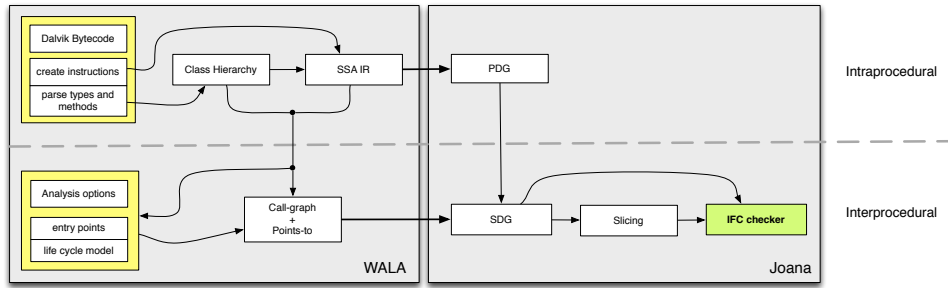 Dalvik Bytecode
create instructions
parse types and
methods
Class Hierarchy
SSA IR
PDG
Intraprocedural
Analysis options
entry points
life cycle model
Call-graph
+
Points-to
SDG
Slicing
IFC checker
Interprocedural
WALA
Joana